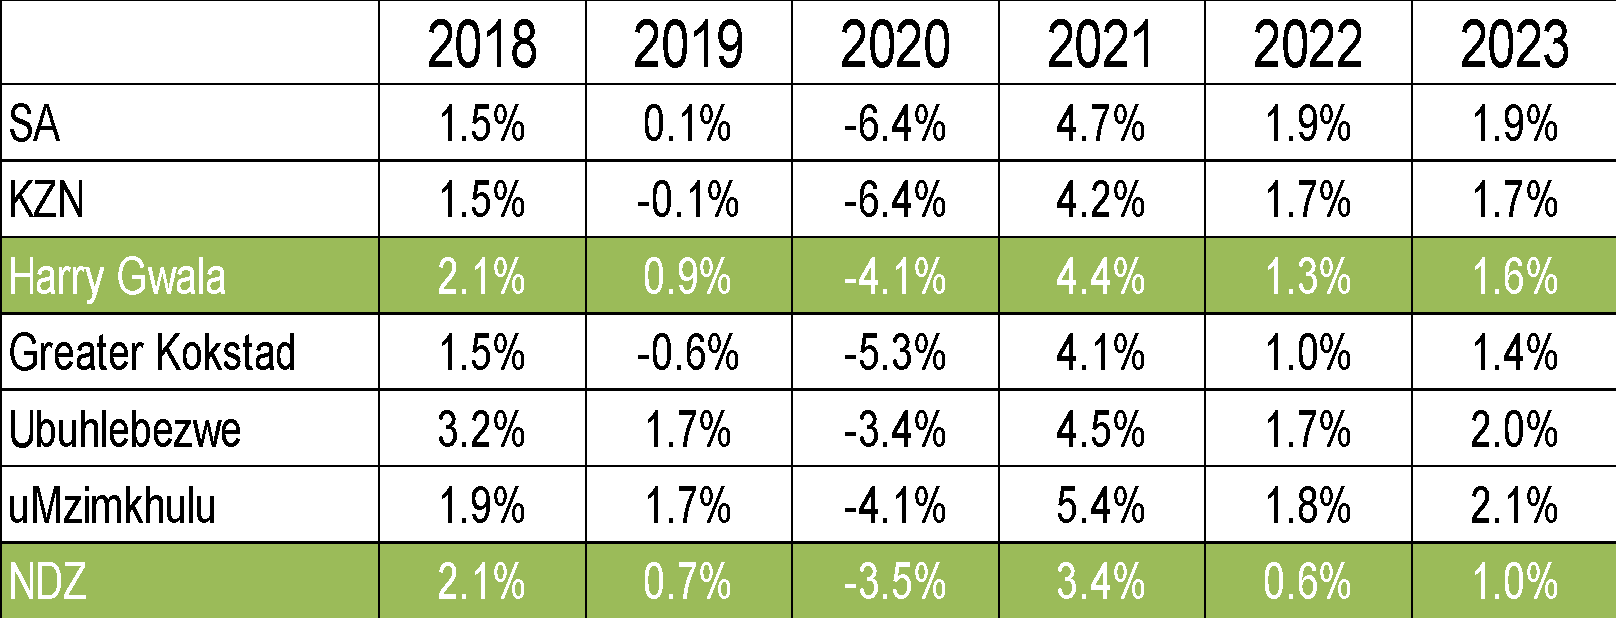 2018 2019 2020 2021 2022 2023
SA 1.5% 0.1% -6.4% 4.7% 1.9% 1.9%
KZN 1.5% -0.1% -6.4% 4.2% 1.7% 1.7%
Harry Gwala 2.1% 0.9% -4.1% 4.4% 1.3% 1.6%
Greater Kokstad 1.5% -0.6% -5.3% 4.1% 1.0% 1.4%
Ubuhlebezwe 3.2% 1.7% -3.4% 4.5% 1.7% 2.0%
uMzimkhulu 1.9% 1.7% -4.1% 5.4% 1.8% 2.1%
NDZ 2.1% 0.7% -3.5% 3.4% 0.6% 1.0%